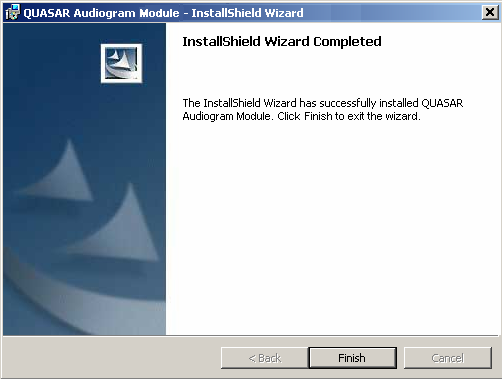 QUASAR Audiogram Module - InstallShield Wizard
InstallShield Wizard Completed
The InstallShield Wizard has successfully installed QUASAR
Audiogram Module. Click Finish to exit the wizard.
< Back Finish Cancel